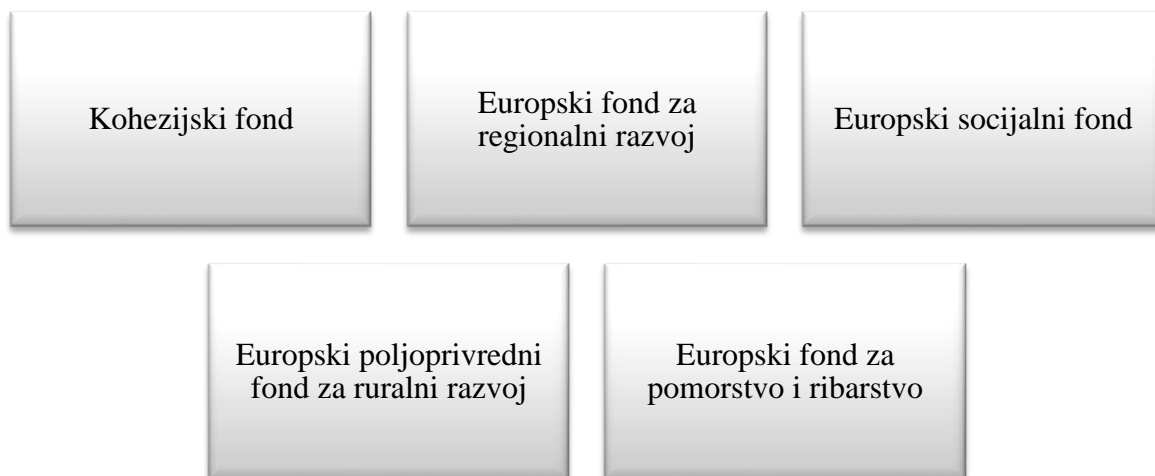 Kohezijski fond
Europski fond za
regionalni razvoj
Europski socijalni fond
Europski poljoprivredni
fond za ruralni razvoj
Europski fond za
pomorstvo i ribarstvo